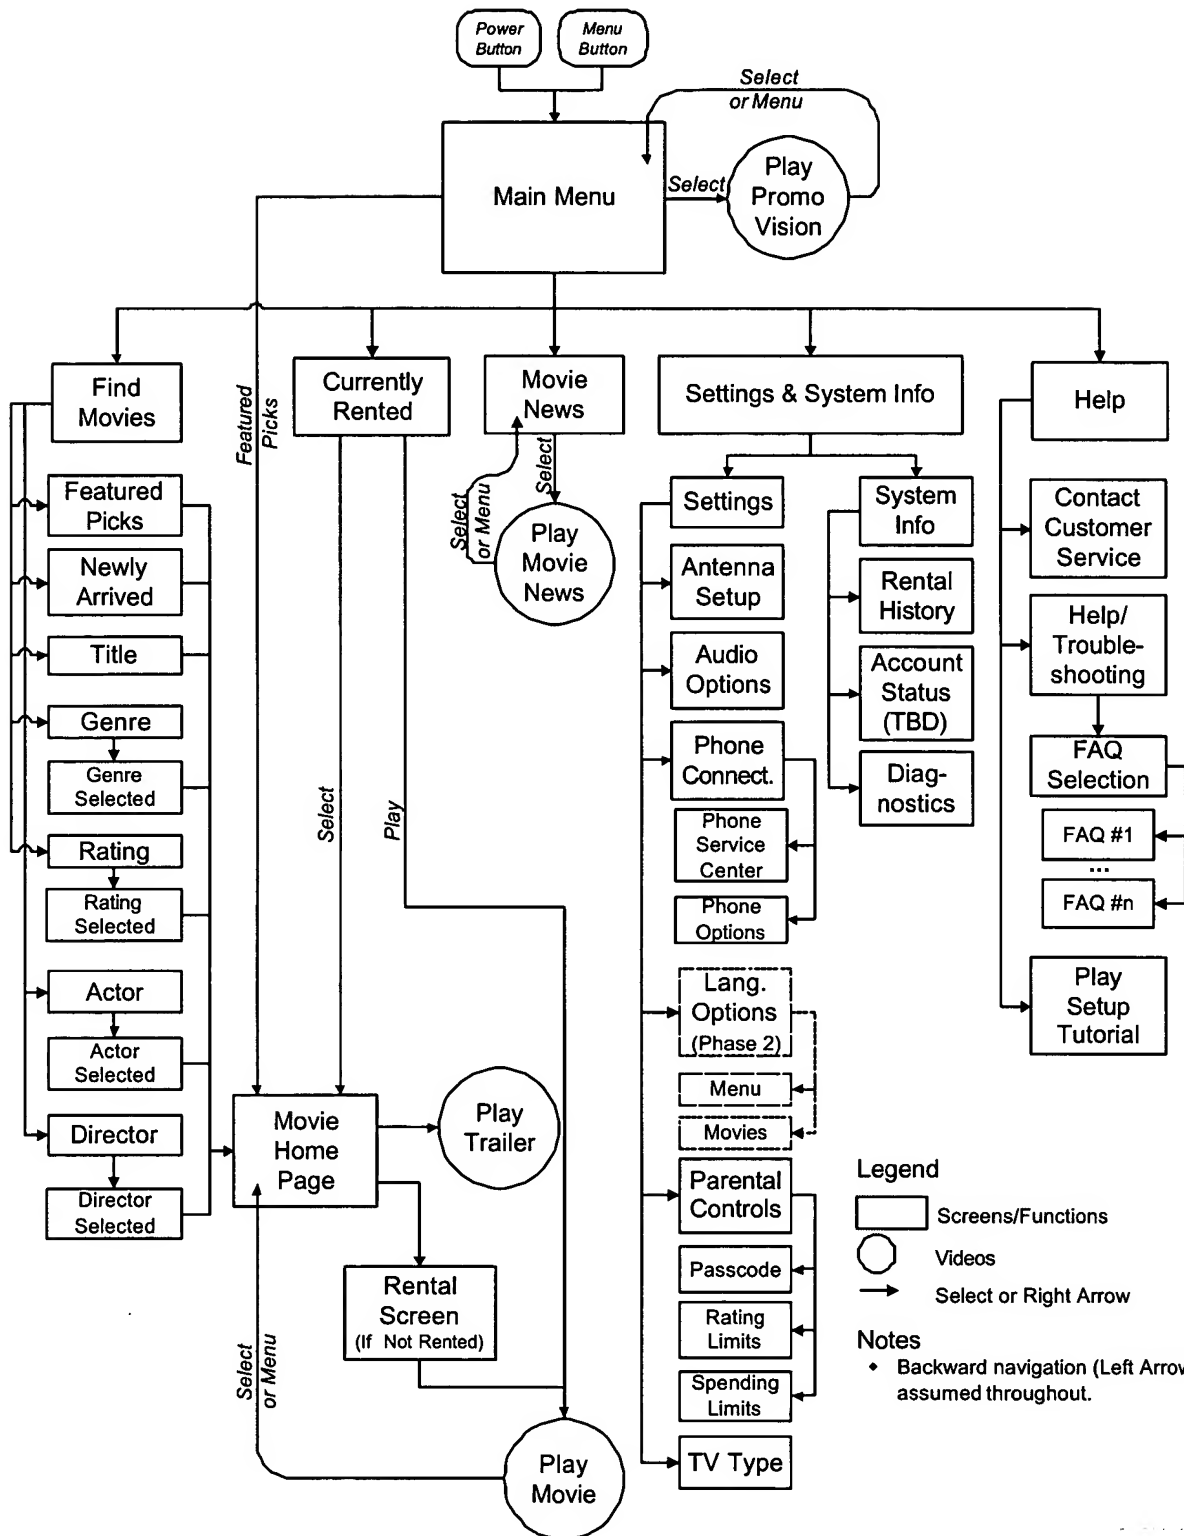 Power
Button
Menu
Button
Select
or Menu
Main Menu
Select
Play
Promo
Vision
Find
Movies
Featured
Picks
Currently
Rented
Movie
News
Settings & System Info
Help
Select
Select
or Menu
Play
Movie
News
Featured
Picks
Newly
Arrived
Title
Genre
Genre
Selected
Rating
Rating
Selected
Actor
Actor
Selected
Director
Director
Selected
Select
Play
Settings
Antenna
Setup
Audio
Options
Phone
Connect.
Phone
Service
Center
Phone
Options
Lang.
Options
(Phase 2)
Menu
Movies
Parental
Controls
Passcode
Rating
Limits
Spending
Limits
TV Type
System
Info
Rental
History
Account
Status
(TBD)
Diag-
nostics
Contact
Customer
Service
Help/
Trouble-
shooting
FAQ
Selection
FAQ #1
...
FAQ #n
Play
Setup
Tutorial
Movie
Home
Page
Play
Trailer
Rental
Screen
(If Not Rented)
Select
or Menu
Play
Movie
Legend
Screens/Functions
Videos
Select or Right Arrow
Notes
• Backward navigation (Left Arrow
assumed throughout.